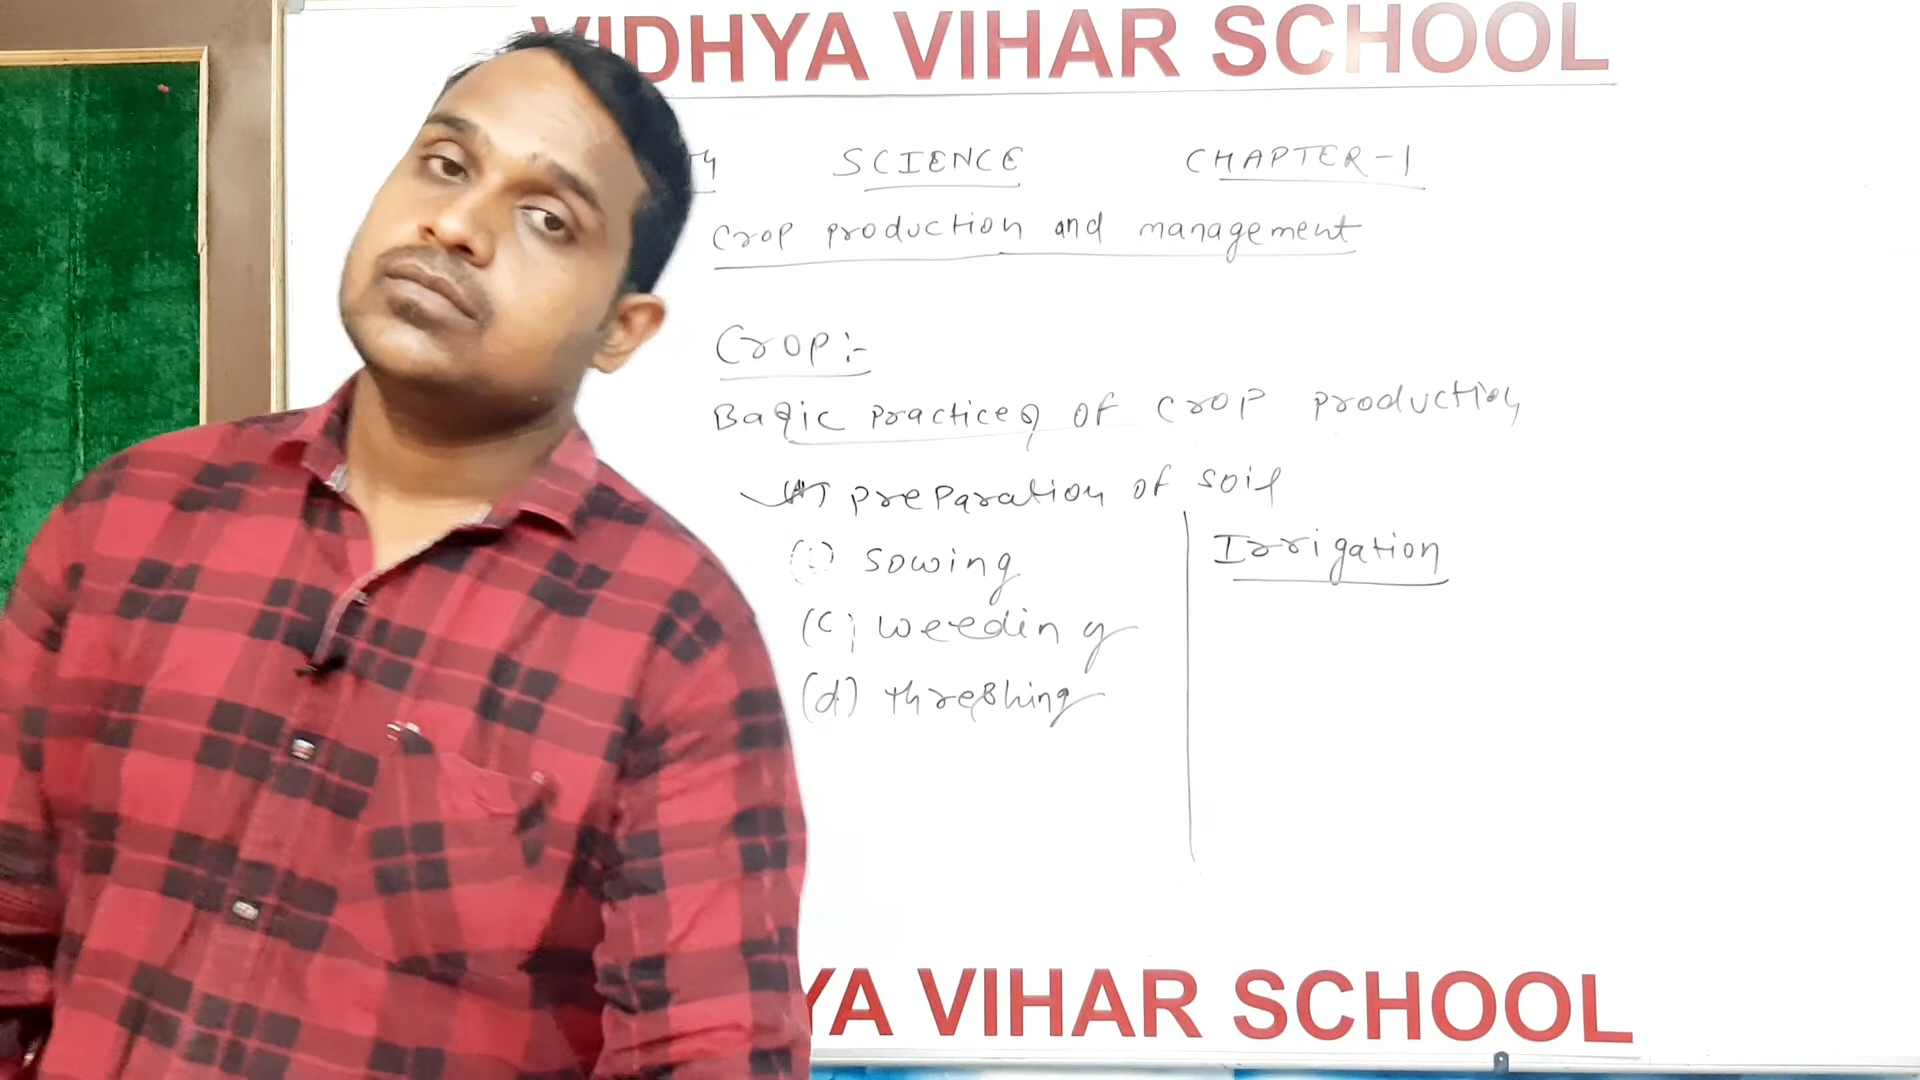 VIDHYA VIHAR SCHOOL
4 SCIENCE CHAPTER-1
Crop production and management
Crop:-
Basic practices of crop production
preparation of soil
sowing
Irrigation
(c) weeding
(d) threshing
YA VIHAR SCHOOL